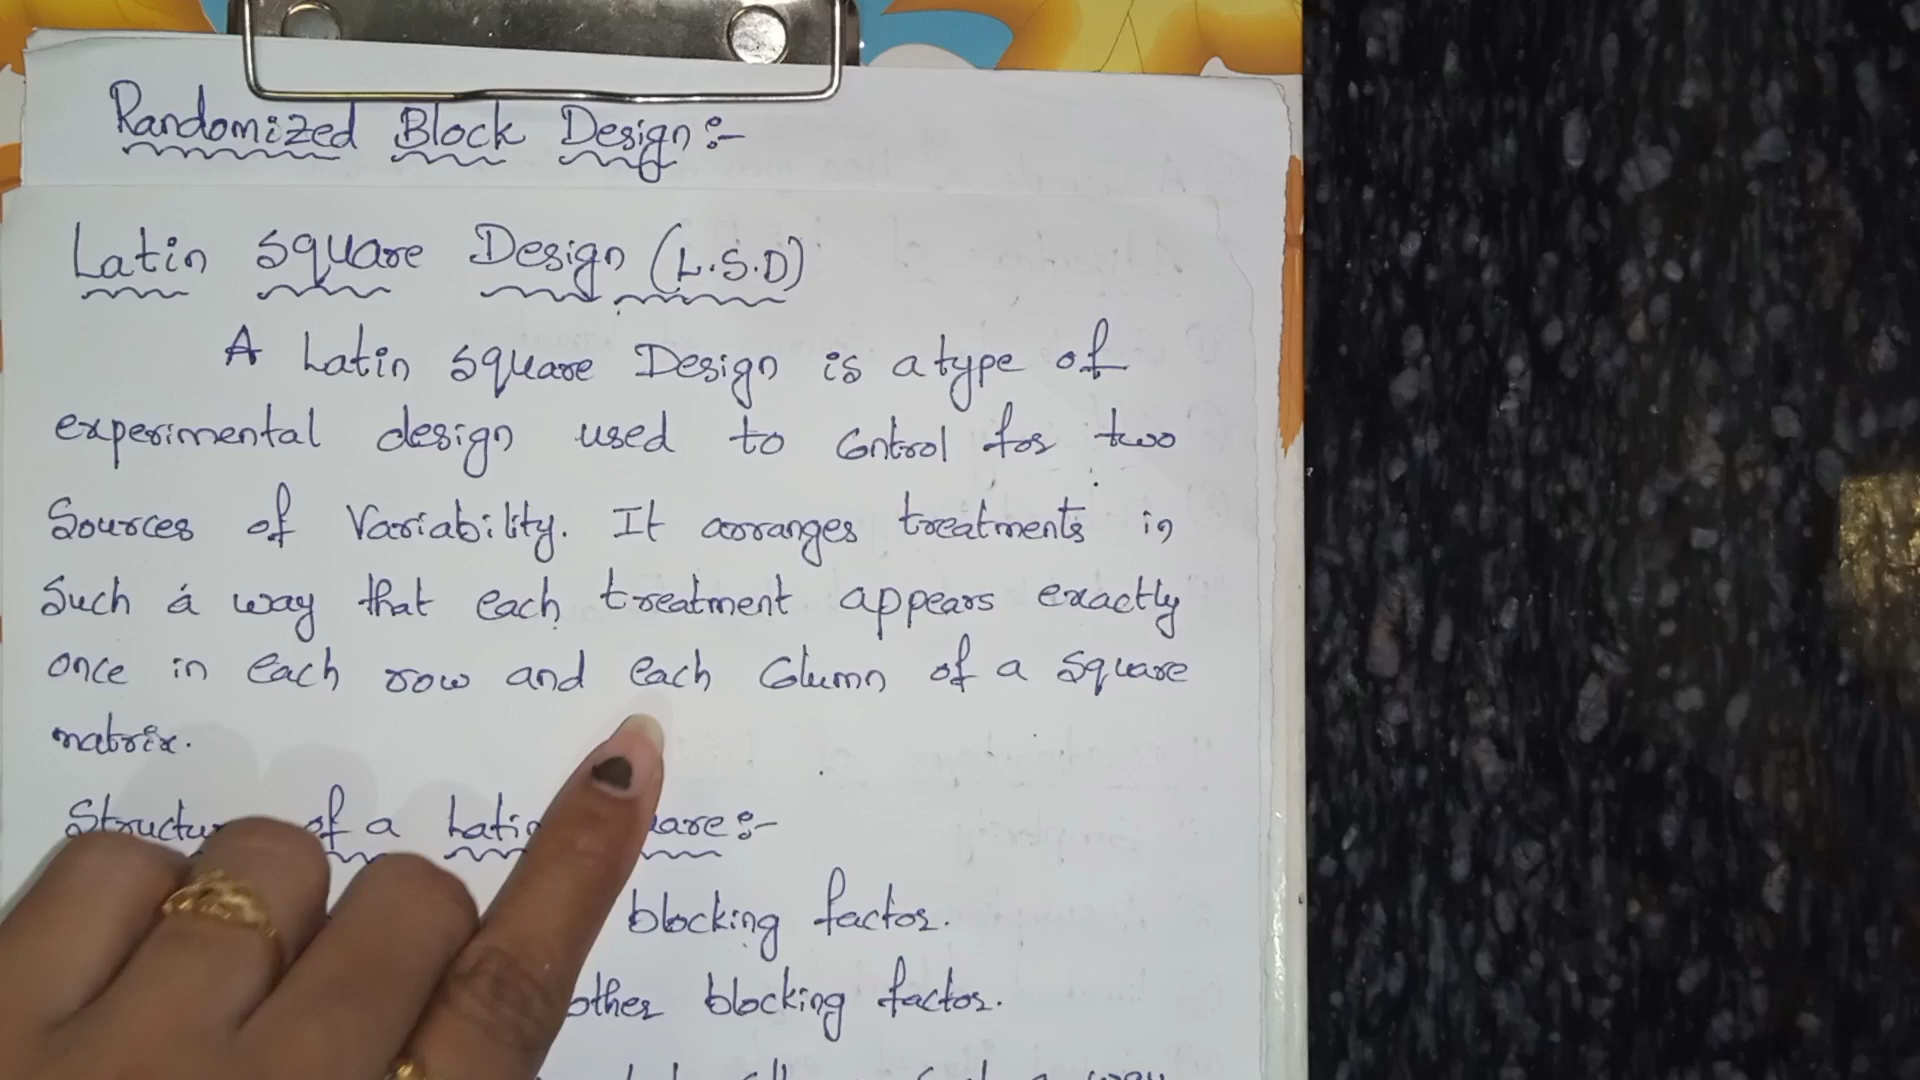 Randomized Block Design:-
Latin square Design (L.S.D)
A Latin square Design is a type of
experimental design used to control for two
Sources of Variability. It arranges treatments in
Such a way that each treatment appears exactly
once in each row and each column of a square
matrix.
of a
blocking factor.
other blocking factor.
a way